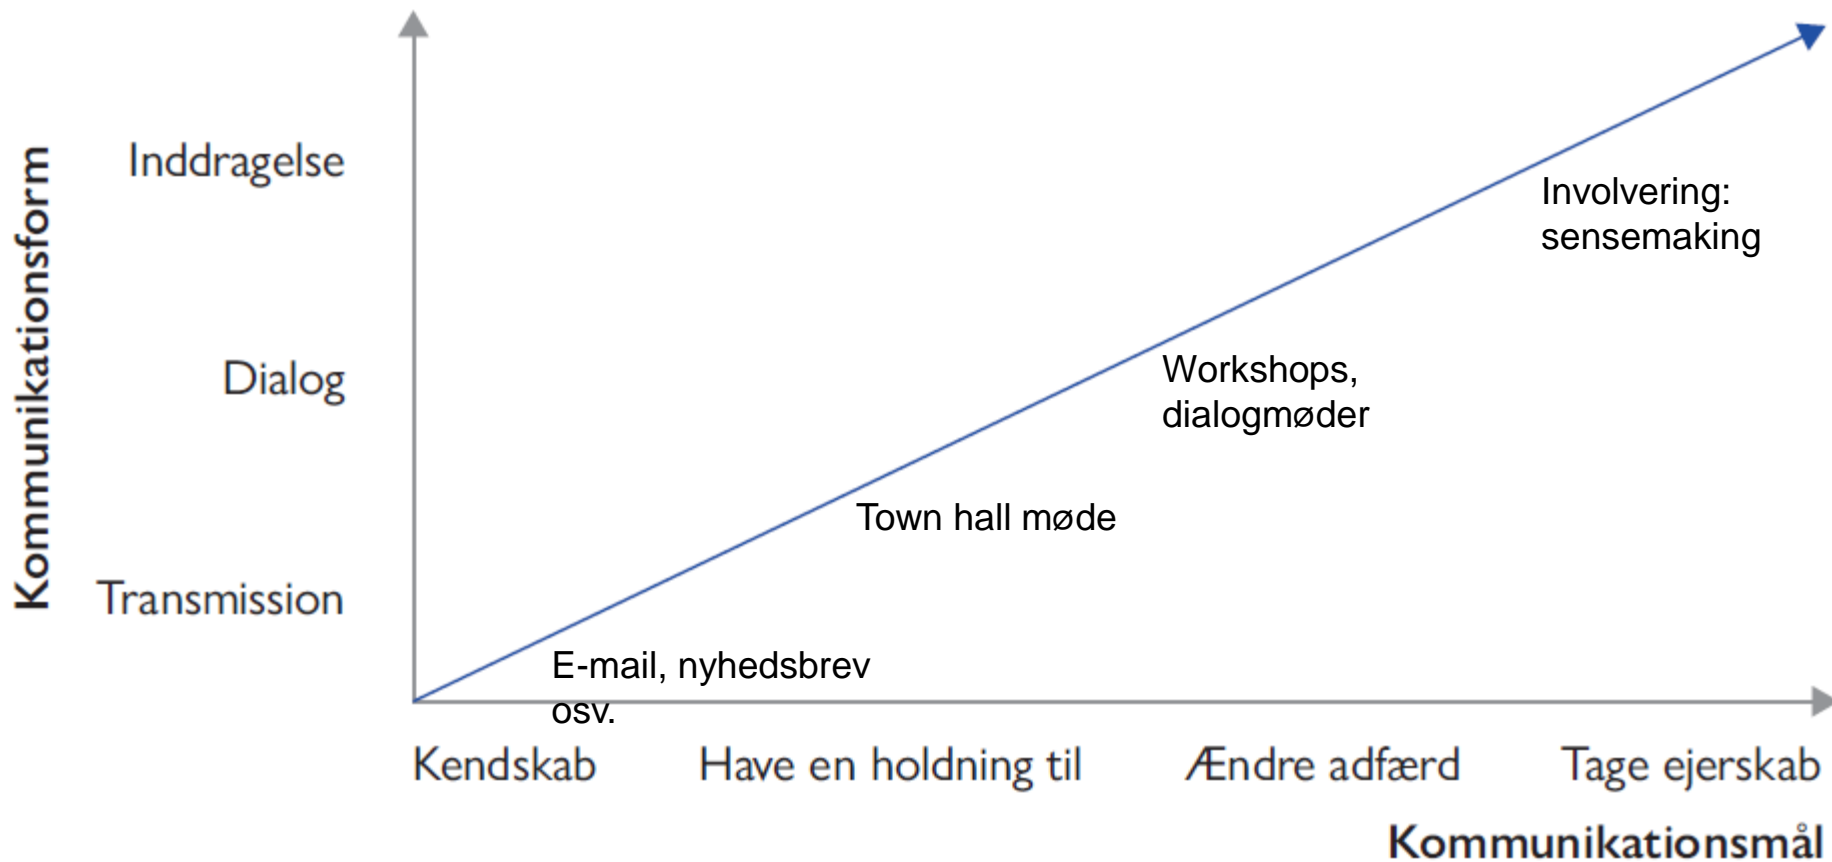 Kommunikationsform
Inddragelse
Dialog
Transmission
Involvering:
sensemaking
Workshops,
dialogmøder
Town hall møde
E-mail, nyhedsbrev
osv.
Kendskab
Have en holdning til
Ændre adfærd
Tage ejerskab
Kommunikationsmål